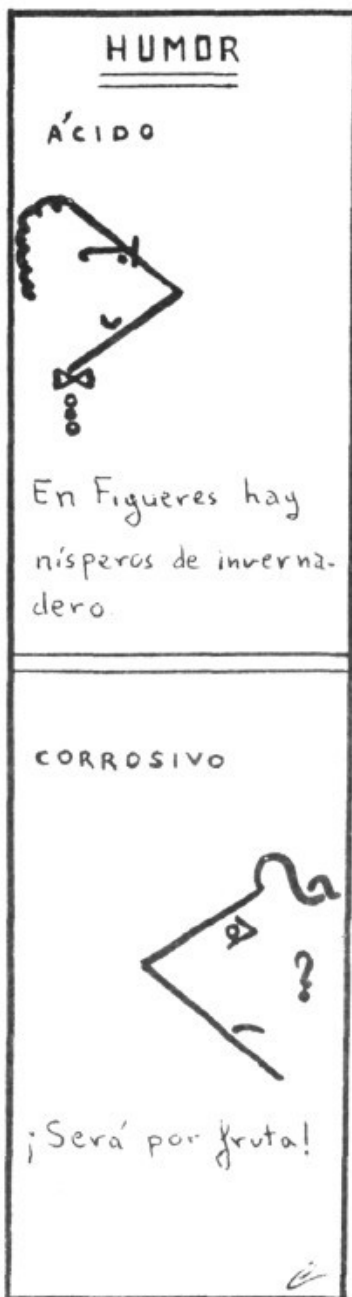 HUMOR
ÁCIDO
En Figueres hay
nísperos de inverna-
dero.
CORROSIVO
?
¡Será por fruta!